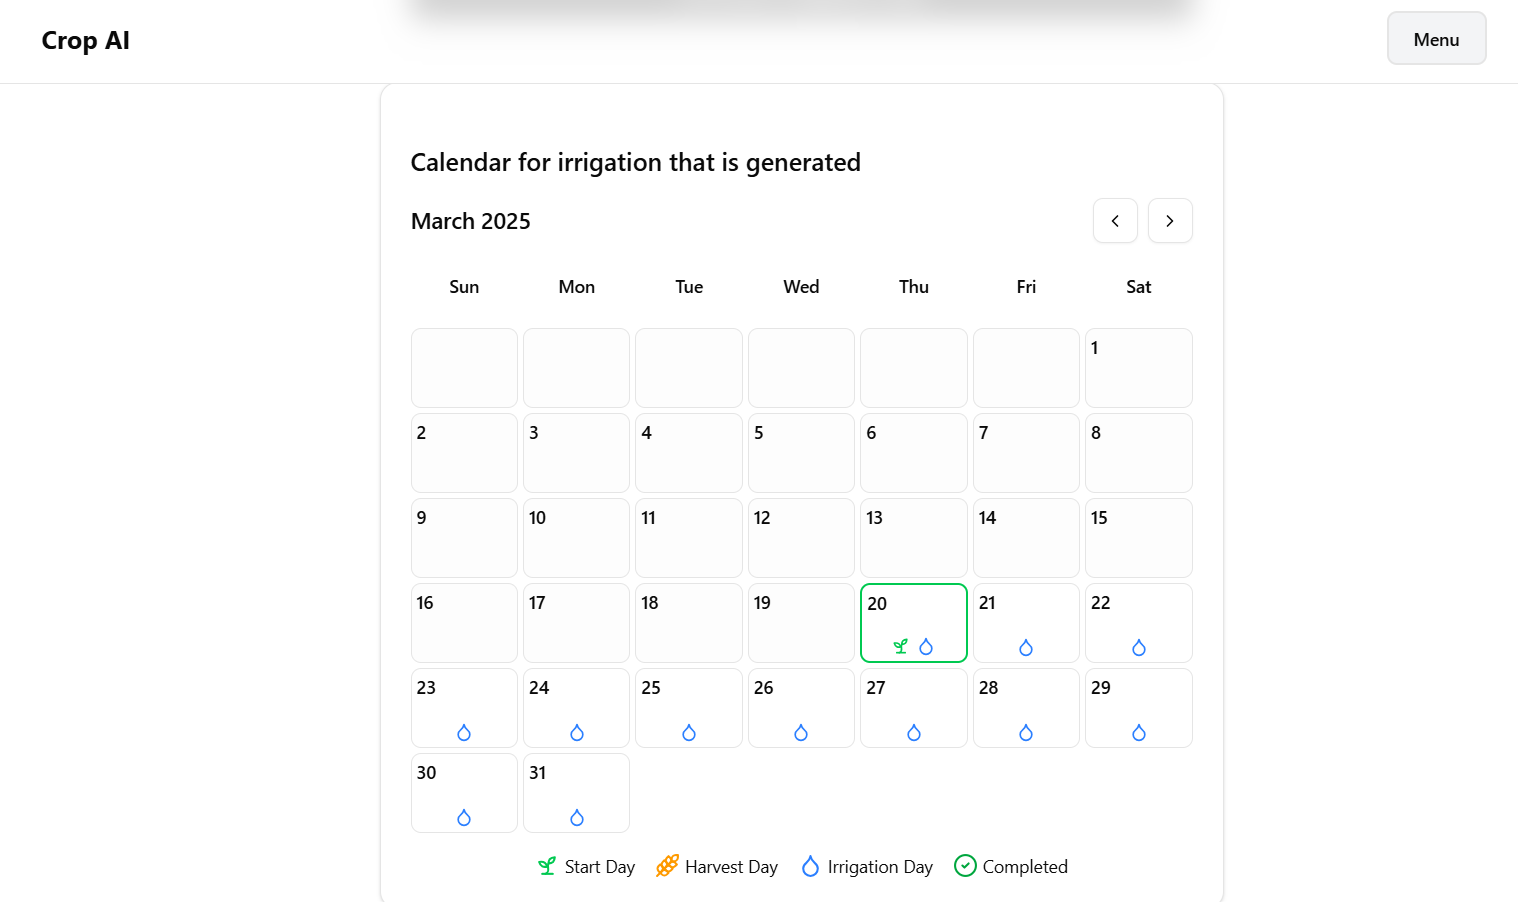 Crop AI
Menu
Calendar for irrigation that is generated
March 2025
Sun Mon Tue Wed Thu Fri Sat
1
2 3 4 5 6 7 8
9 10 11 12 13 14 15
16 17 18 19 20 21 22
23 24 25 26 27 28 29
30 31
Start Day Harvest Day Irrigation Day Completed